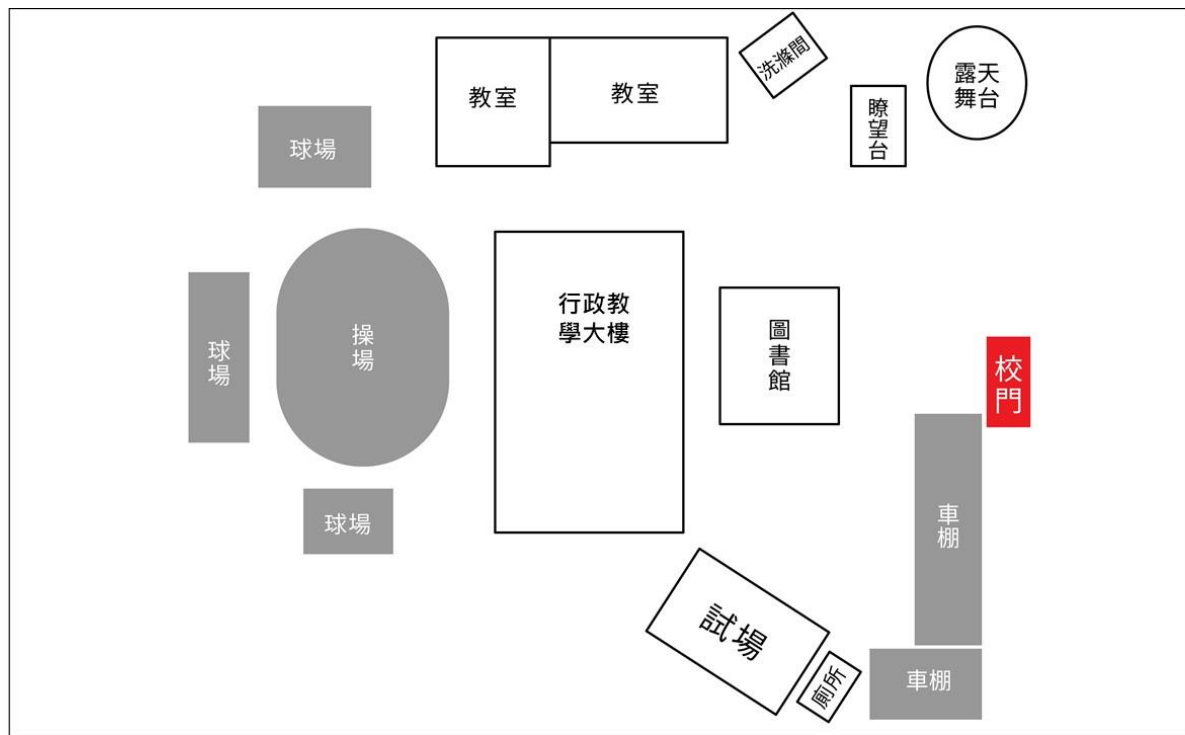 教室
教室
洗滌間
瞭望台
露天
舞台
球場
球場
操場
行政教
學大樓
圖書館
校門
球場
車棚
試場
廁所
車棚